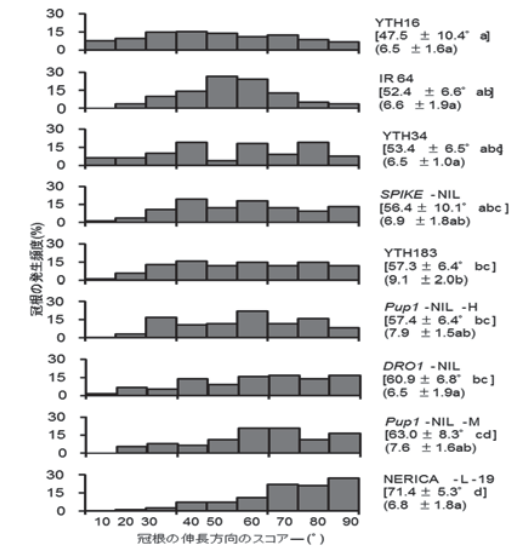 30
15
0
YTH16
[47.5 ± 10.4° a]
(6.5 ± 1.6a)
30
15
0
IR 64
[52.4 ± 6.6° ab]
(6.6 ± 1.9a)
30
15
0
YTH34
[53.4 ± 6.5° abc]
(6.5 ± 1.0a)
30
15
0
SPIKE -NIL
[56.4 ± 10.1° abc ]
(6.9 ± 1.8ab)
冠根の発生頻度(%)
30
15
0
YTH183
[57.3 ± 6.4° bc]
(9.1 ± 2.0b)
30
15
0
Pup1 -NIL -H
[57.4 ± 6.4° bc]
(7.9 ± 1.5ab)
30
15
0
DRO1 -NIL
[60.9 ± 6.8° bc ]
(6.5 ± 1.9a)
30
15
0
Pup1 -NIL -M
[63.0 ± 8.3° cd]
(7.6 ± 1.6ab)
30
15
0
NERICA -L -19
[71.4 ± 5.3° d]
(6.8 ± 1.8a)
10 20 30 40 50 60 70 80 90
冠根の伸長方向のスコアー(°)